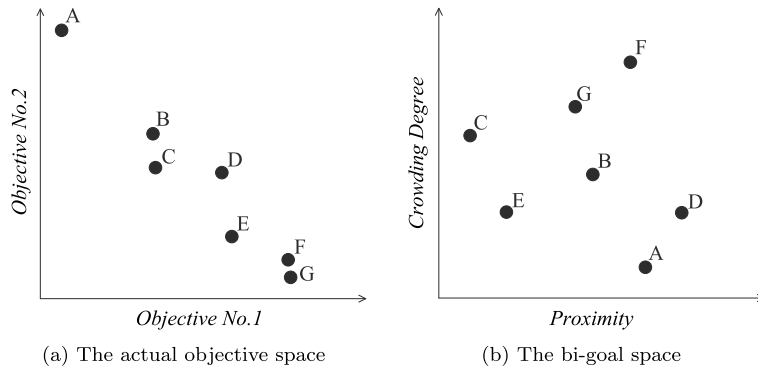 A
B
C
D
E
F
G
Objective No.2
Objective No.1
(a) The actual objective space
F
G
C
B
E
D
A
Crowding Degree
Proximity
(b) The bi-goal space